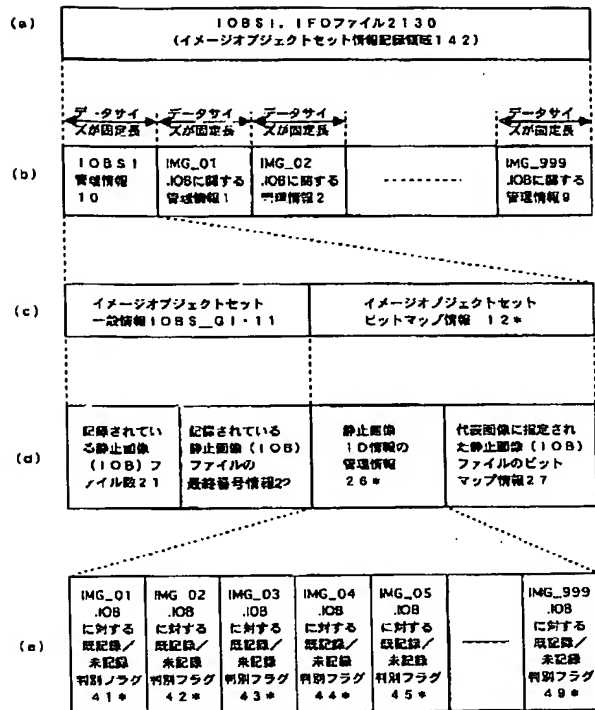 (a)
IOBSI. IFOファイル2130
(イメージオブジェクトセット情報記録領域142)
データサイズが固定長
データサイズが固定長
データサイズが固定長
データサイズが固定長
(b)
IOBSI
管理情報
10
IMG_01
.IOBに関する
管理情報1
IMG_02
.IOBに関する
管理情報2
IMG_999
.IOBに関する
管理情報9
(c)
イメージオブジェクトセット
一般情報IOBS_GI・11
イメージオブジェクトセット
ビットマップ情報 12*
(d)
記録されてい
る静止画像
(IOB)フ
ァイル数21
記録されている
静止画像(IOB)
ファイルの
最終番号情報22
静止画像
ID情報の
管理情報
26*
代表画像に指定され
た静止画像(IOB)
ファイルのビット
マップ情報27
(e)
IMG_01
.IOB
に対する
既記録/
未記録
判別フラグ
41*
IMG_02
.IOB
に対する
既記録/
未記録
判別フラグ
42*
IMG_03
.IOB
に対する
既記録/
未記録
判別フラグ
43*
IMG_04
.IOB
に対する
既記録/
未記録
判別フラグ
44*
IMG_05
.IOB
に対する
既記録/
未記録
判別フラグ
45*
IMG_999
.IOB
に対する
既記録/
未記録
判別フラグ
49*